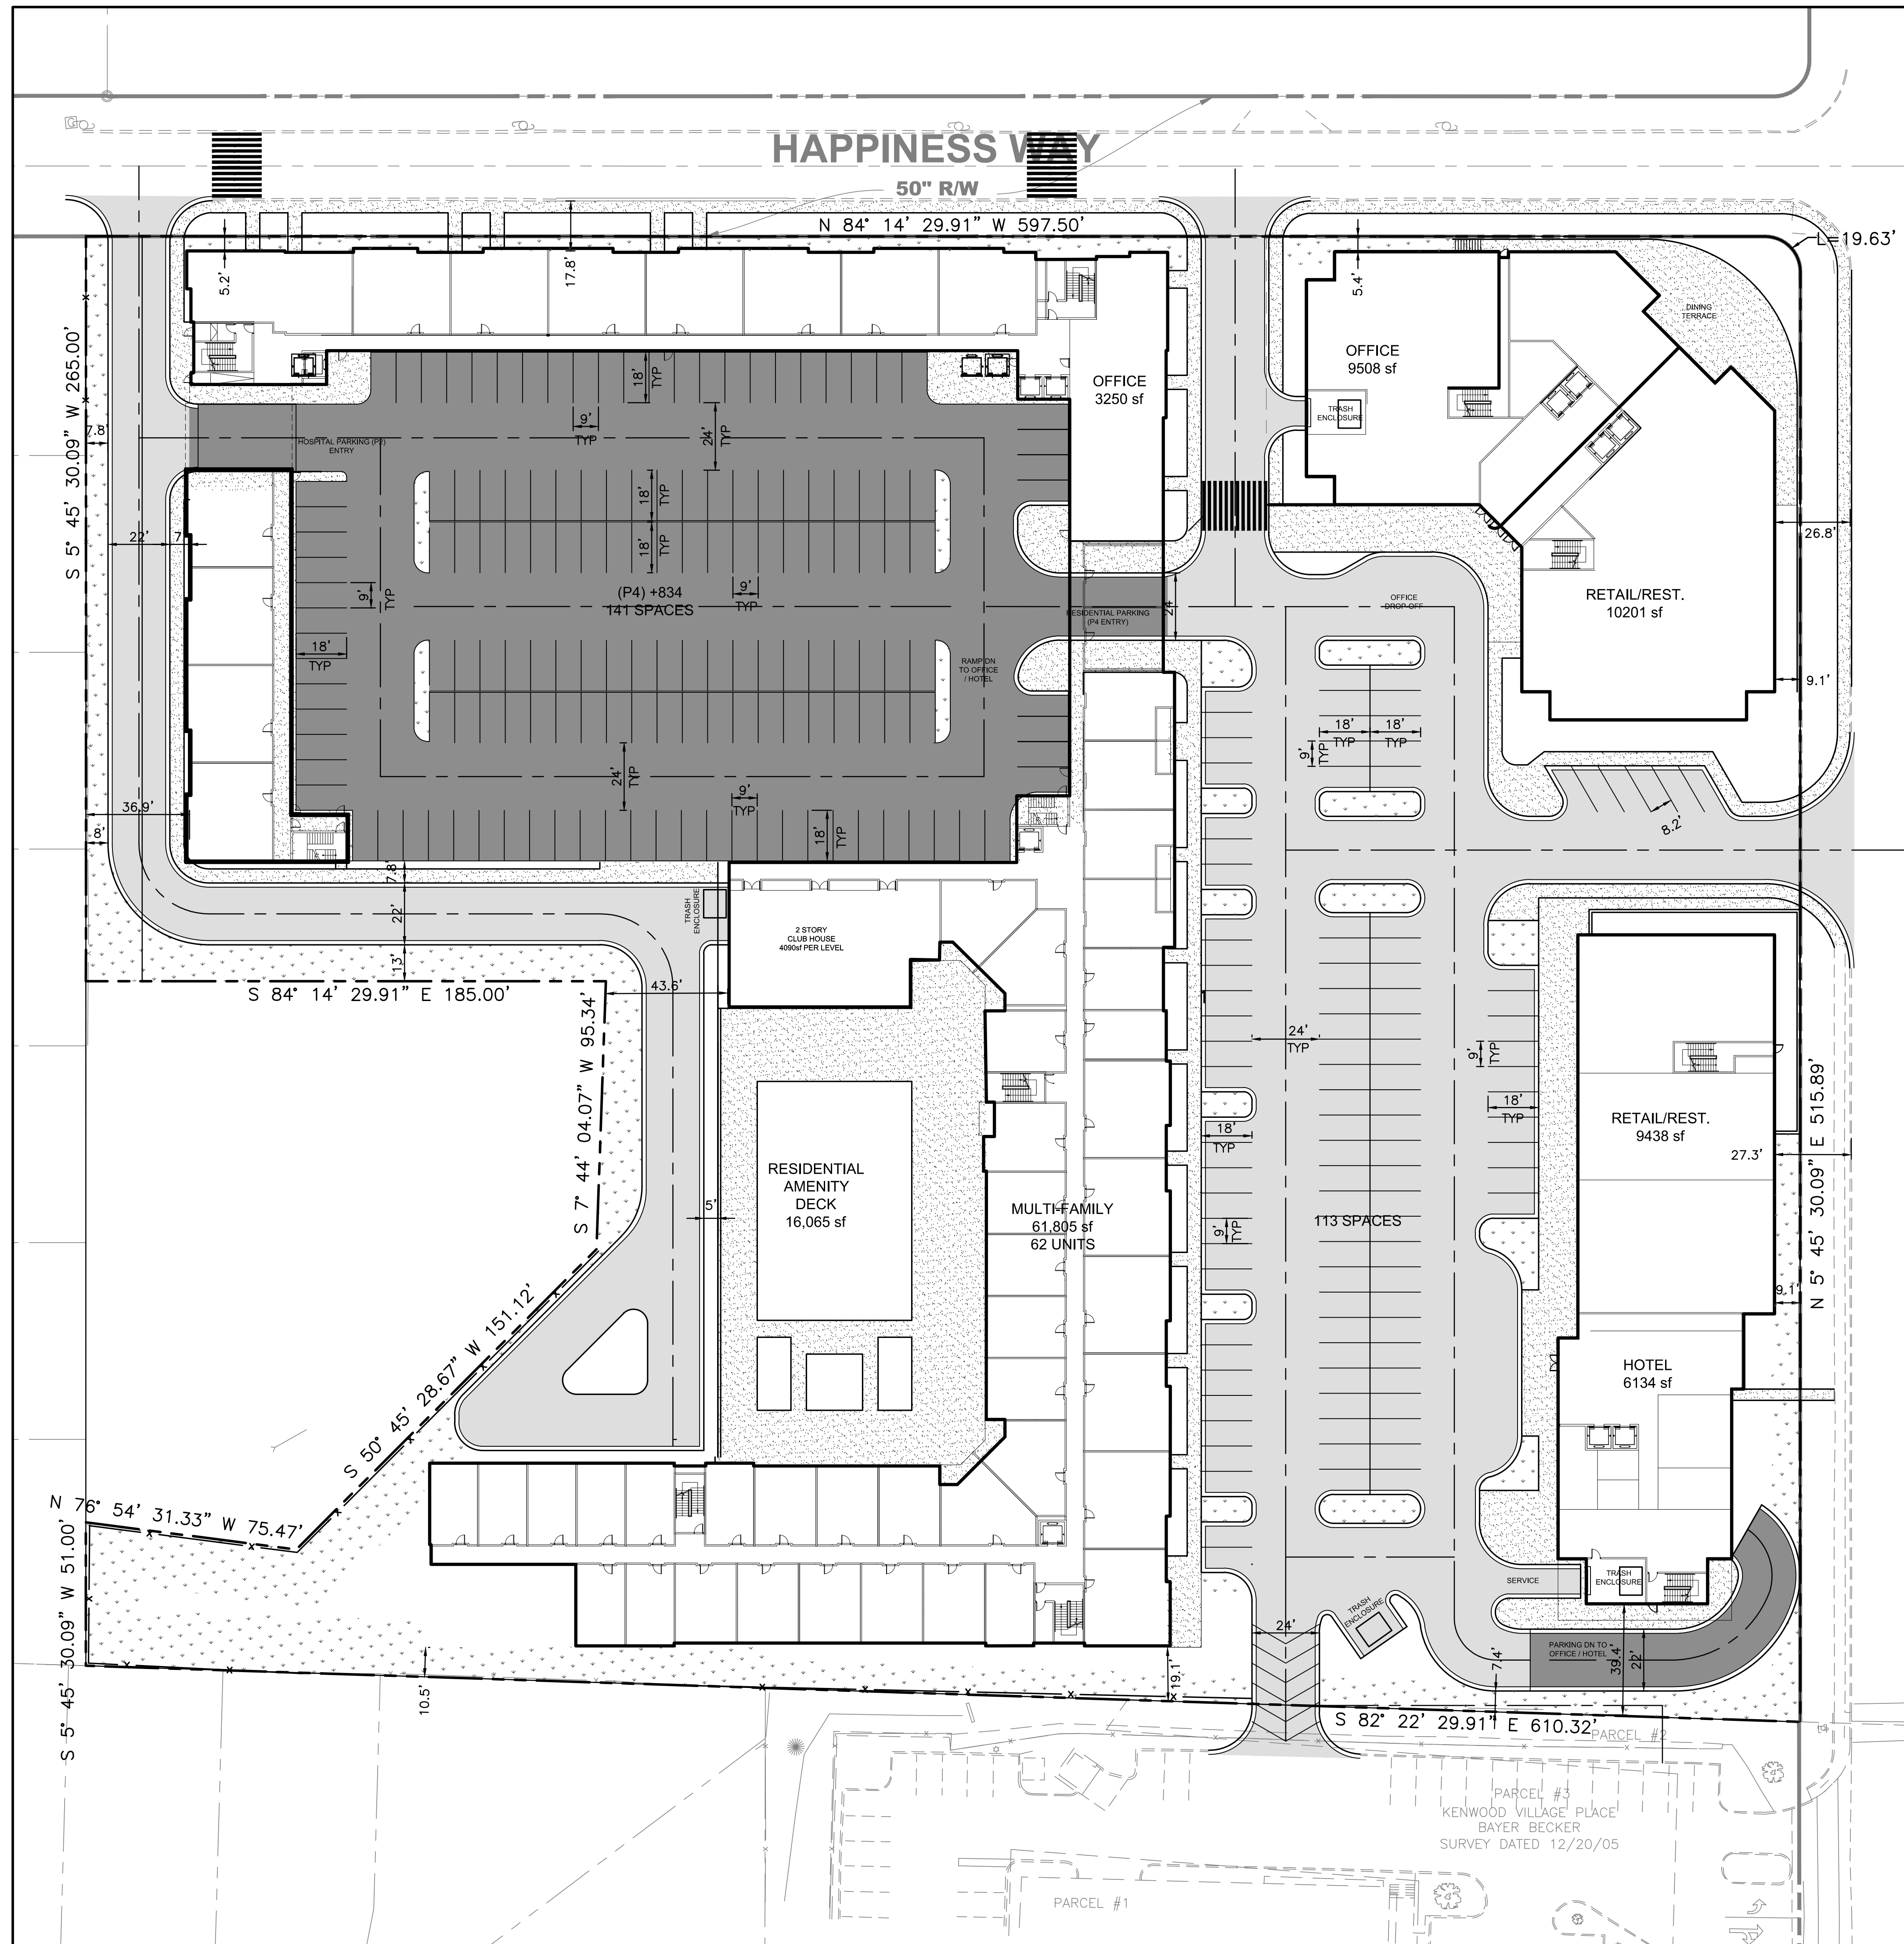 HAPPINESS WAY
50" R/W
N 84° 14' 29.91" W 597.50'
L=19.63'
5.2'
17.8'
5.4'
DINING
TERRACE
S 5° 45' 30.09" W 265.00'
OFFICE
9508 sf
OFFICE
3250 sf
18'
TYP
9'
TYP
24'
TYP
TRASH
ENCLOSURE
7.8'
HOSPITAL PARKING (P2)
ENTRY
18'
TYP
18'
TYP
22'
7'
26.8'
9'
TYP
(P4) +834
141 SPACES
9'
TYP
RESIDENTIAL PARKING
(P4 ENTRY)
24'
OFFICE
DROP-OFF
RETAIL/REST.
10201 sf
18'
TYP
RAMP DN
TO OFFICE
/ HOTEL
9.1'
18'
TYP
18'
TYP
9'
TYP
24'
TYP
9'
TYP
18'
TYP
36.9'
8'
8.2'
7.8'
22'
13'
TRASH
ENCLOSURE
2 STORY
CLUB HOUSE
4090sf PER LEVEL
S 84° 14' 29.91" E 185.00'
43.6'
S 7° 44' 04.07" W 95.34'
24'
TYP
9'
TYP
18'
TYP
18'
TYP
RETAIL/REST.
9438 sf
27.3'
N 5° 45' 30.09" E 515.89'
RESIDENTIAL
AMENITY
DECK
16,065 sf
5'
MULTI-FAMILY
61,805 sf
62 UNITS
113 SPACES
9'
TYP
9.1'
S 50° 45' 28.67" W 151.12'
HOTEL
6134 sf
N 76° 54' 31.33" W 75.47'
S 5° 45' 30.09" W 51.00'
SERVICE
TRASH
ENCLOSURE
TRASH
ENCLOSURE
24'
PARKING DN TO
OFFICE / HOTEL
39.4'
22'
7.4'
10.5'
19.1'
S 82° 22' 29.91" E 610.32'
PARCEL #2
PARCEL #3
KENWOOD VILLAGE PLACE
BAYER BECKER
SURVEY DATED 12/20/05
PARCEL #1